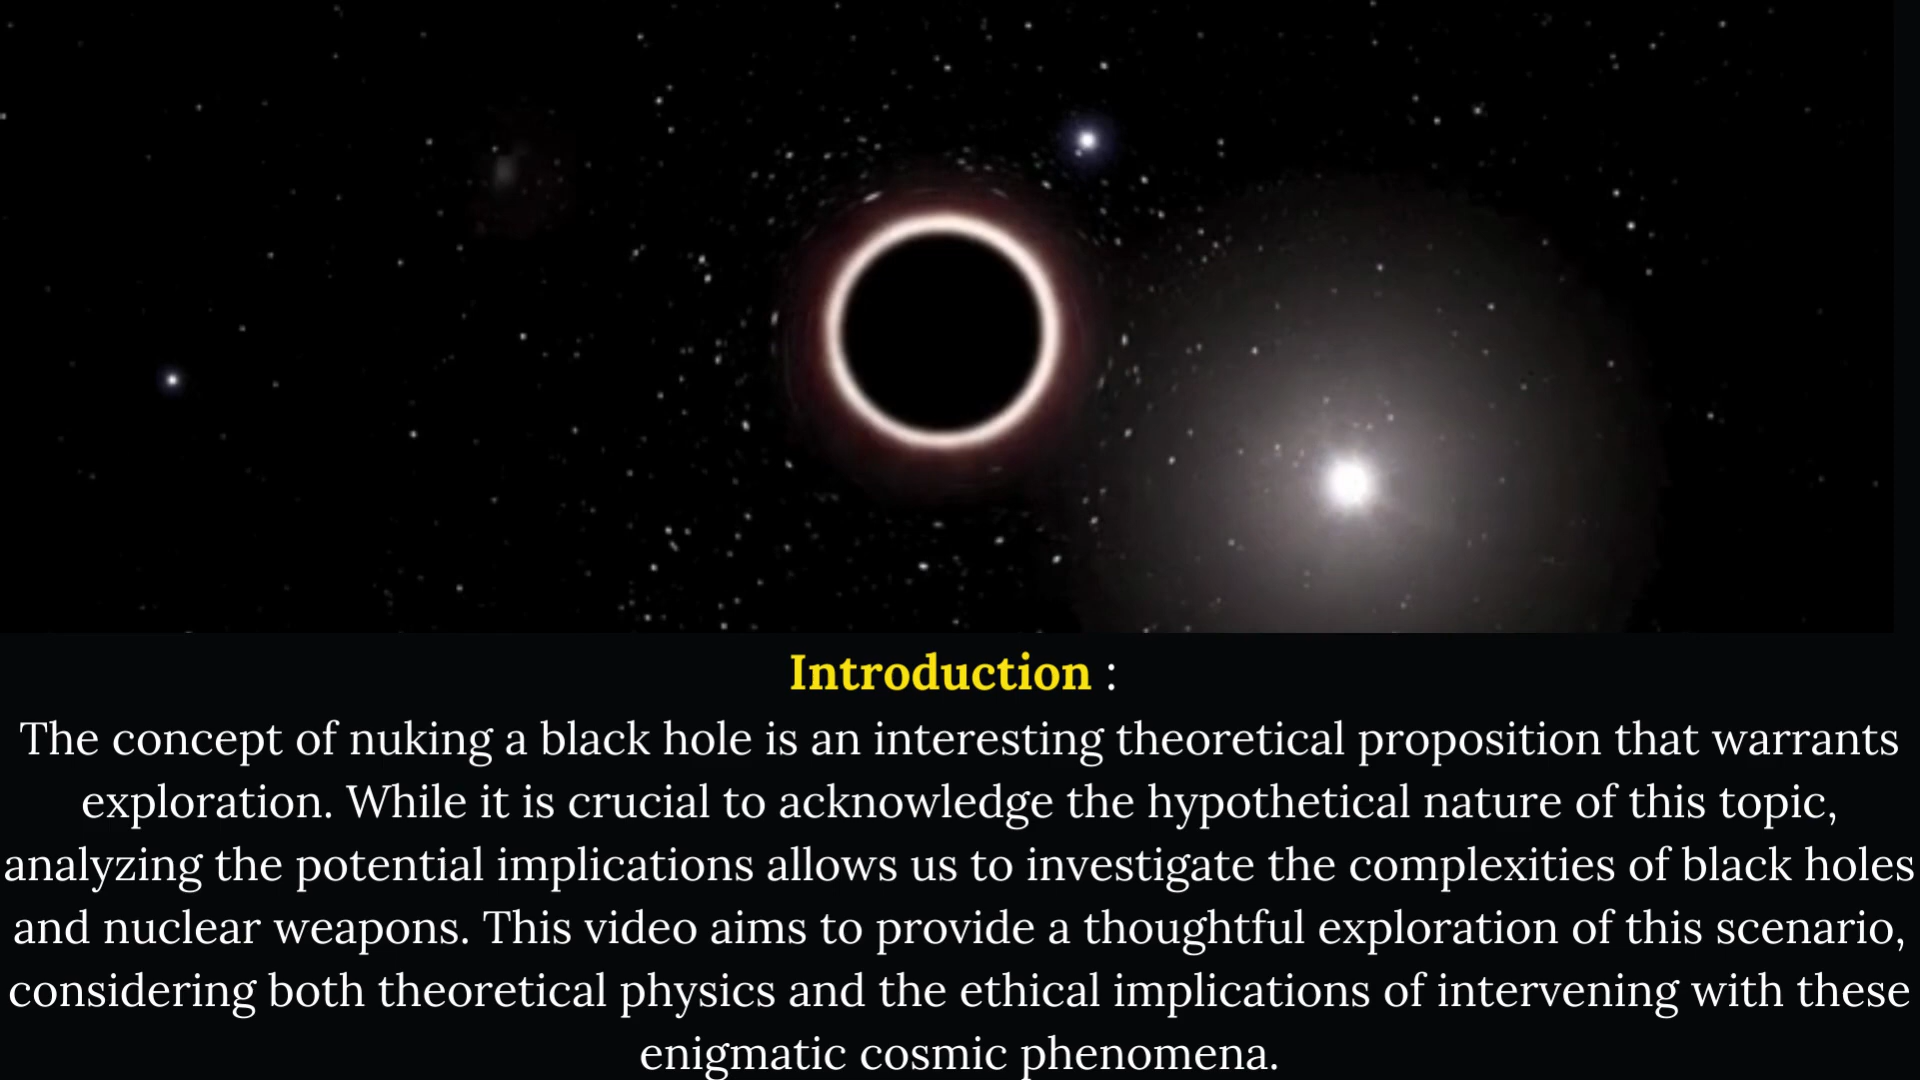 Introduction :
The concept of nuking a black hole is an interesting theoretical proposition that warrants
exploration. While it is crucial to acknowledge the hypothetical nature of this topic,
analyzing the potential implications allows us to investigate the complexities of black holes
and nuclear weapons. This video aims to provide a thoughtful exploration of this scenario,
considering both theoretical physics and the ethical implications of intervening with these
enigmatic cosmic phenomena.